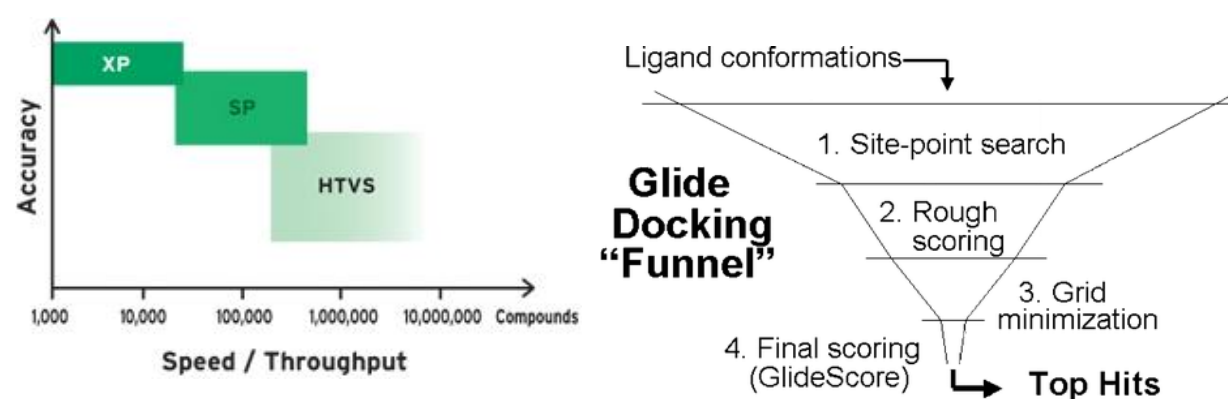 Accuracy
XP
SP
HTVS
1,000
10,000
100,000
1,000,000
10,000,000
Compounds
Speed / Throughput
Ligand conformations
1. Site-point search
Glide
Docking
“Funnel”
2. Rough
scoring
3. Grid
minimization
4. Final scoring
(GlideScore)
Top Hits